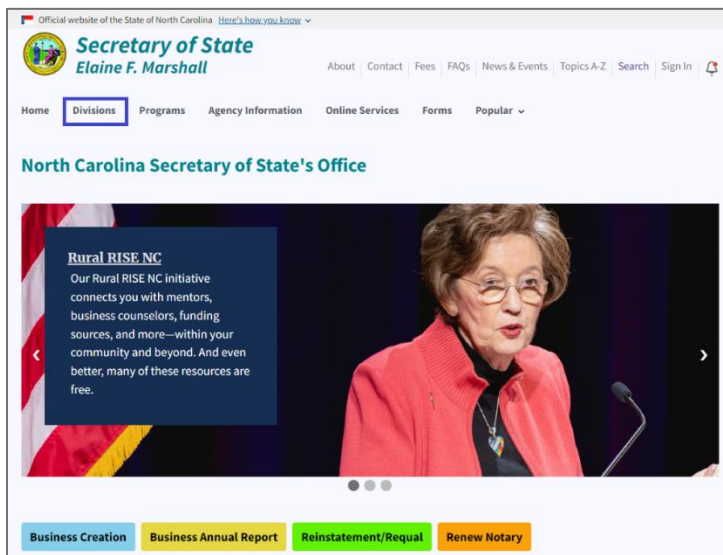 Official website of the State of North Carolina Here's how you know
Secretary of State
Elaine F. Marshall
About Contact Fees FAQs News & Events Topics A-Z Search Sign In
Home Divisions Programs Agency Information Online Services Forms Popular
North Carolina Secretary of State's Office
Rural RISE NC
Our Rural RISE NC initiative
connects you with mentors,
business counselors, funding
sources, and more—within your
community and beyond. And even
better, many of these resources are
free.
Business Creation Business Annual Report Reinstatement/Requal Renew Notary